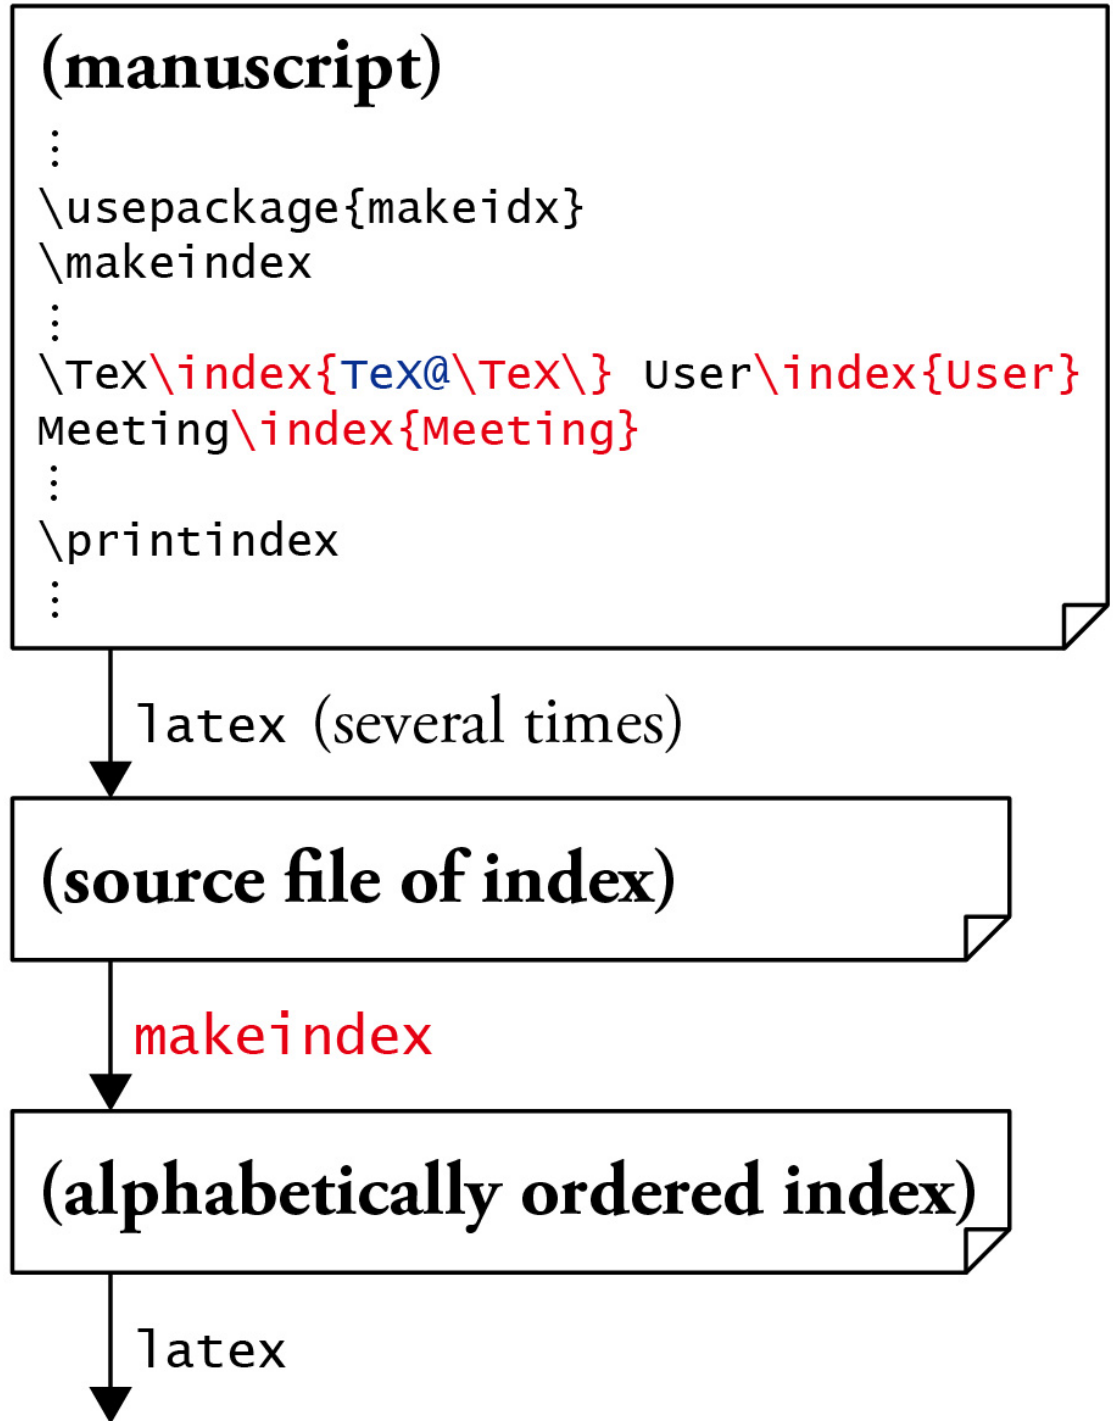 (manuscript)
⋮
\usepackage{makeidx}
\makeindex
⋮
\TeX\index{TeX@\TeX\} User\index{User}
Meeting\index{Meeting}
⋮
\printindex
⋮
latex (several times)
(source file of index)
makeindex
(alphabetically ordered index)
latex